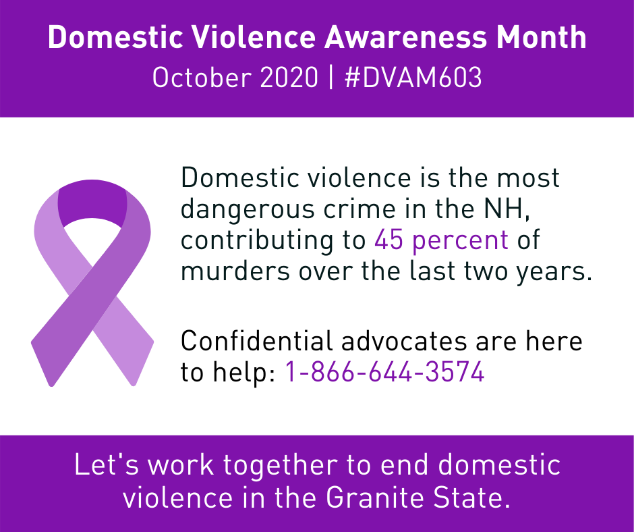 Domestic Violence Awareness Month
October 2020 | #DVAM603
Domestic violence is the most
dangerous crime in the NH,
contributing to 45 percent of
murders over the last two years.
Confidential advocates are here
to help: 1-866-644-3574
Let's work together to end domestic
violence in the Granite State.